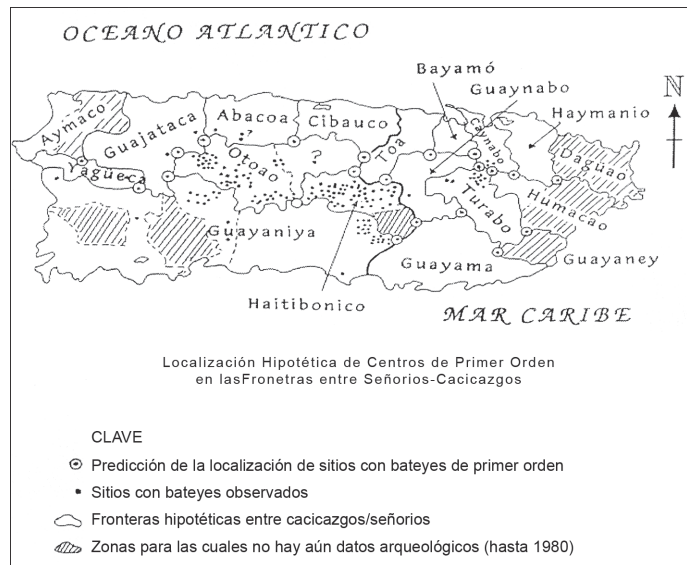 OCEANO ATLANTICO
N
Bayamó
Guaynabo
Haymanio
Aymaco
Guajataca
Abacoa
Cibauco
Toa
Caynabo
Daguao
Yagüeca
Otoao
?
?
Turabo
Humacao
Guayaniya
Guayama
Guayaney
Haitibonico
MAR CARIBE
Localización Hipotética de Centros de Primer Orden
en lasFronetras entre Señorios-Cacicazgos
CLAVE
Predicción de la localización de sitios con bateyes de primer orden
Sitios con bateyes observados
Fronteras hipotéticas entre cacicazgos/señorios
Zonas para las cuales no hay aún datos arqueológicos (hasta 1980)